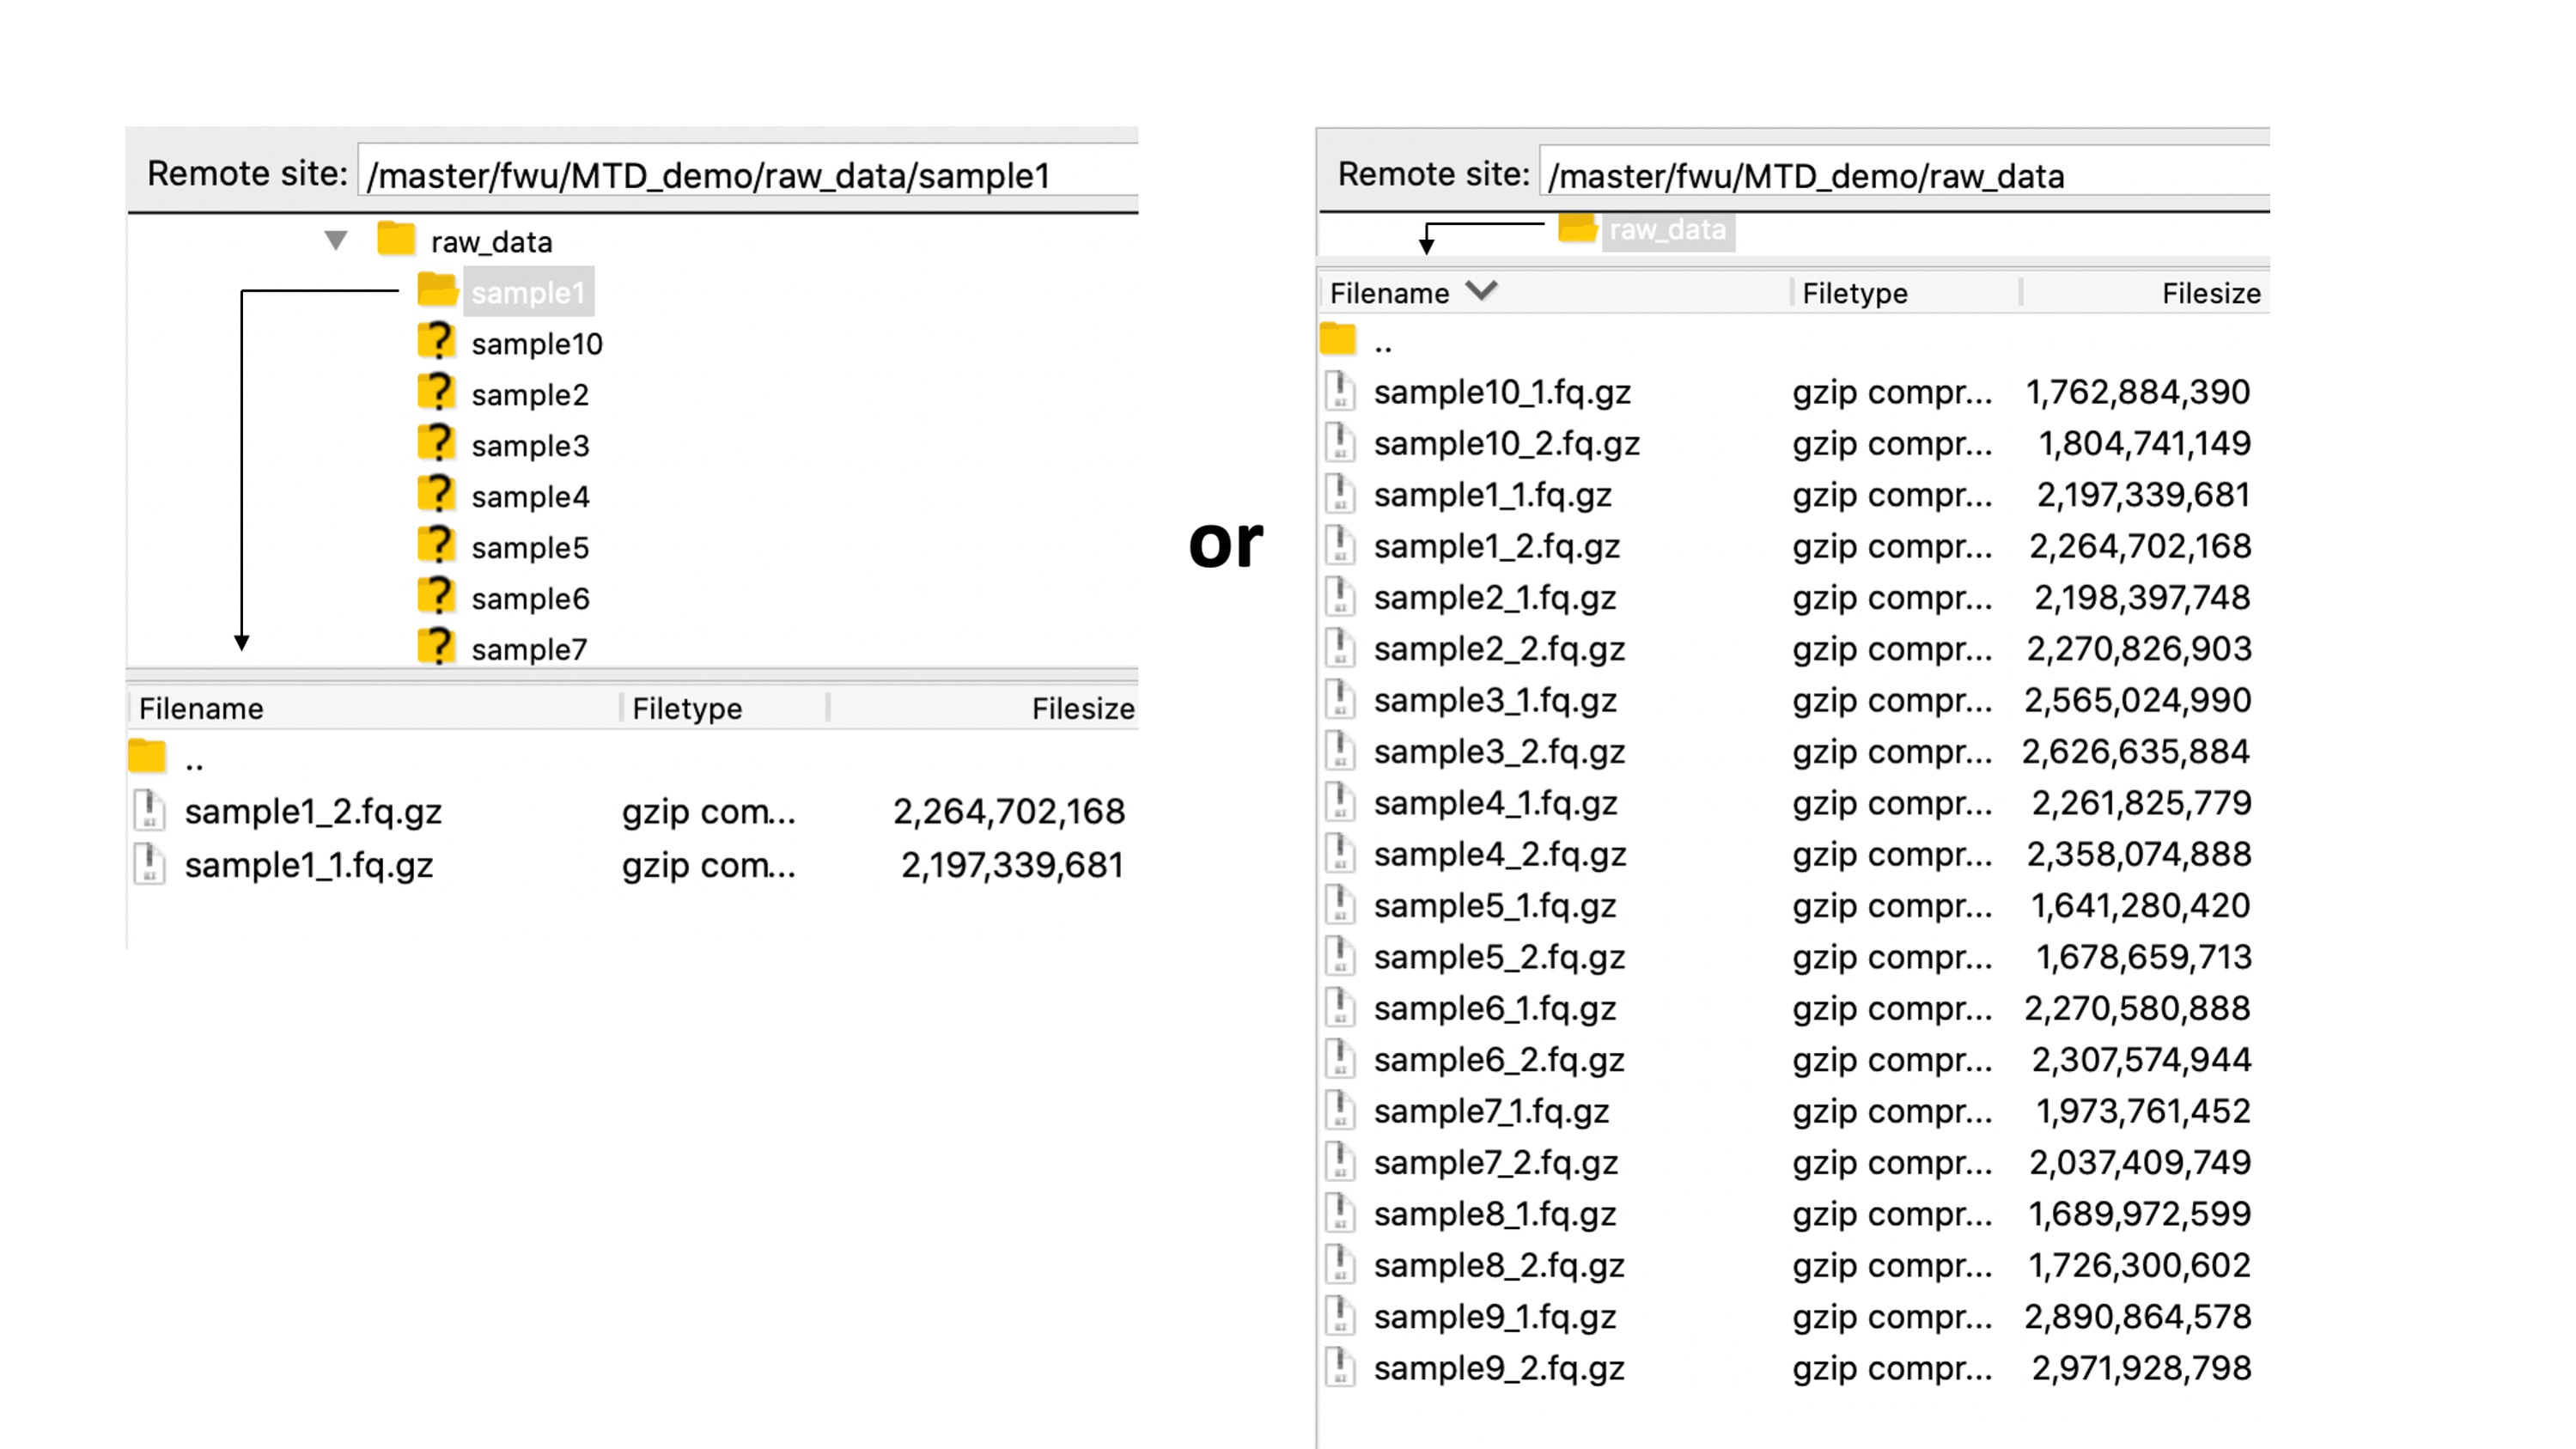 Remote site: /master/fwu/MTD_demo/raw_data/sample1
raw_data
sample1
sample10
sample2
sample3
sample4
sample5
sample6
sample7
Filename Filetype Filesize
..
sample1_2.fq.gz gzip com... 2,264,702,168
sample1_1.fq.gz gzip com... 2,197,339,681
or
Remote site: /master/fwu/MTD_demo/raw_data
raw_data
Filename Filetype Filesize
..
sample10_1.fq.gz gzip compr... 1,762,884,390
sample10_2.fq.gz gzip compr... 1,804,741,149
sample1_1.fq.gz gzip compr... 2,197,339,681
sample1_2.fq.gz gzip compr... 2,264,702,168
sample2_1.fq.gz gzip compr... 2,198,397,748
sample2_2.fq.gz gzip compr... 2,270,826,903
sample3_1.fq.gz gzip compr... 2,565,024,990
sample3_2.fq.gz gzip compr... 2,626,635,884
sample4_1.fq.gz gzip compr... 2,261,825,779
sample4_2.fq.gz gzip compr... 2,358,074,888
sample5_1.fq.gz gzip compr... 1,641,280,420
sample5_2.fq.gz gzip compr... 1,678,659,713
sample6_1.fq.gz gzip compr... 2,270,580,888
sample6_2.fq.gz gzip compr... 2,307,574,944
sample7_1.fq.gz gzip compr... 1,973,761,452
sample7_2.fq.gz gzip compr... 2,037,409,749
sample8_1.fq.gz gzip compr... 1,689,972,599
sample8_2.fq.gz gzip compr... 1,726,300,602
sample9_1.fq.gz gzip compr... 2,890,864,578
sample9_2.fq.gz gzip compr... 2,971,928,798